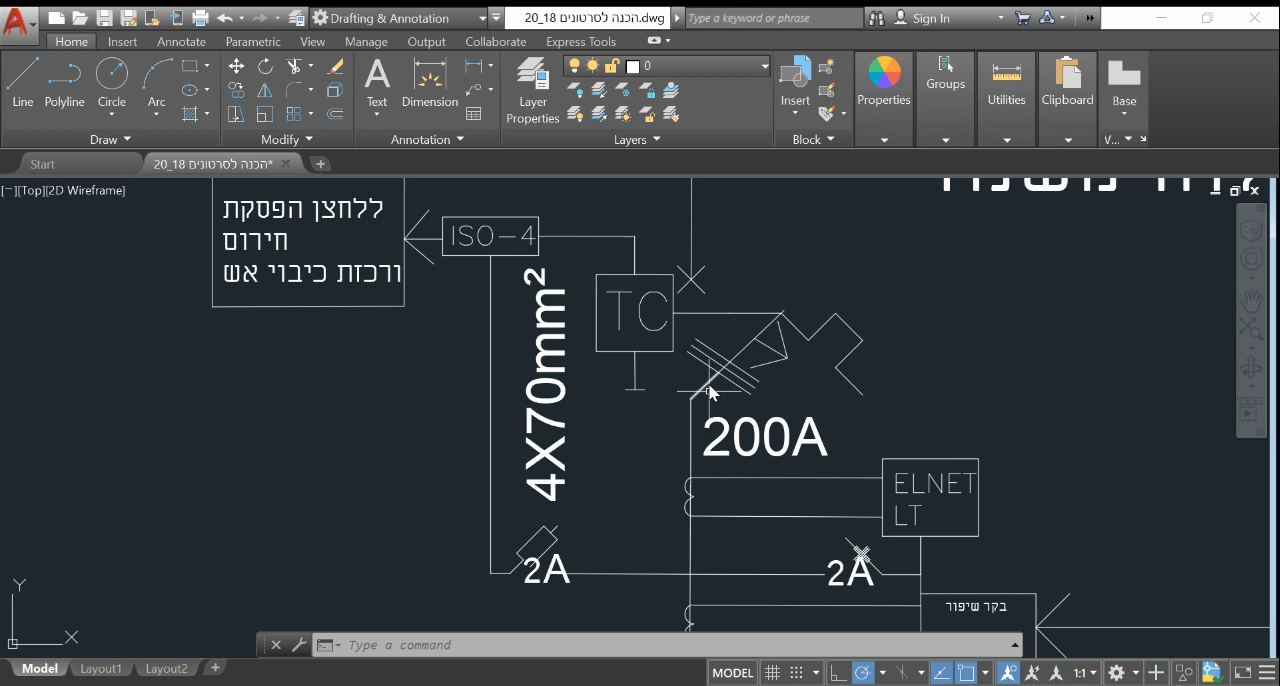 Drafting & Annotation
הכנה לסרטונים 20_18.dwg
Type a keyword or phrase
Sign In
Home
Insert
Annotate
Parametric
View
Manage
Output
Collaborate
Express Tools
Line
Polyline
Circle
Arc
Text
Dimension
Layer
Properties
0
Insert
Properties
Groups
Utilities
Clipboard
Base
Draw
Modify
Annotation
Layers
Block
V...
Start
הכנה לסרטונים 20_18*
[−][Top][2D Wireframe]
ללחצן הפסקת
חירום
ורכזת כיבוי אש
ISO-4
TC
4X70mm²
200A
ELNET
LT
2A
2A
בקר שיפור
Y
X
Type a command
Model
Layout1
Layout2
MODEL
1:1